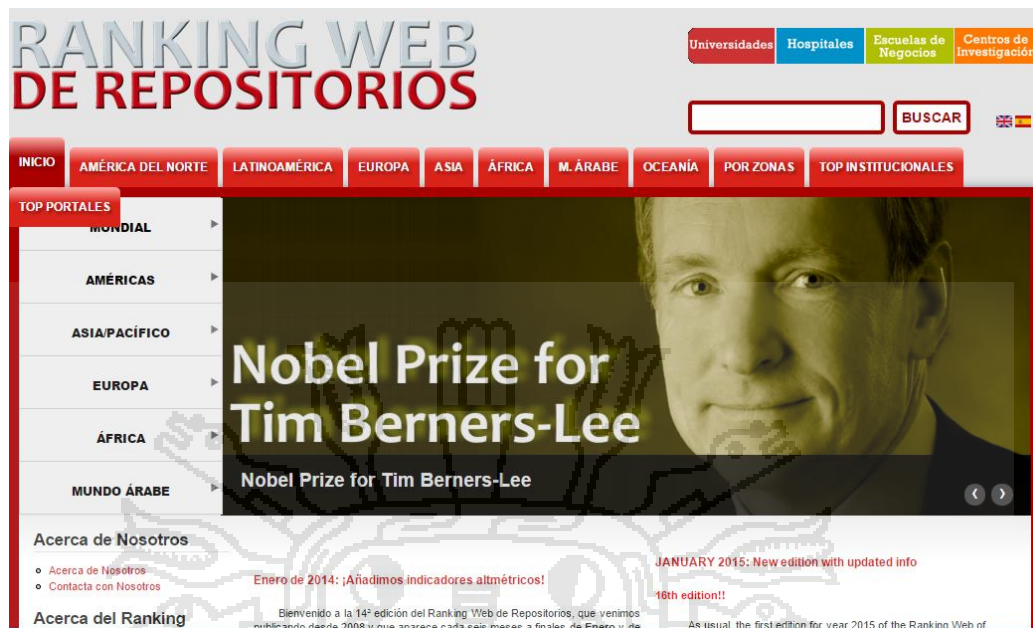 RANKING WEB
DE REPOSITORIOS
Universidades
Hospitales
Escuelas de
Negocios
Centros de
Investigación
BUSCAR
INICIO
AMÉRICA DEL NORTE
LATINOAMÉRICA
EUROPA
ASIA
ÁFRICA
M. ÁRABE
OCEANÍA
POR ZONAS
TOP INSTITUCIONALES
TOP PORTALES
MUNDIAL
AMÉRICAS
ASIA/PACÍFICO
EUROPA
ÁFRICA
MUNDO ÁRABE
Nobel Prize for
Tim Berners-Lee
Nobel Prize for Tim Berners-Lee
Acerca de Nosotros
Acerca de Nosotros
Contacta con Nosotros
Acerca del Ranking
Enero de 2014: ¡Añadimos indicadores altmétricos!
Bienvenido a la 14ª edición del Ranking Web de Repositorios, que venimos
publicando desde 2008 y que aparece cada seis meses a finales de Enero y de
JANUARY 2015: New edition with updated info
16th edition!!
As usual, the first edition for year 2015 of the Ranking Web of